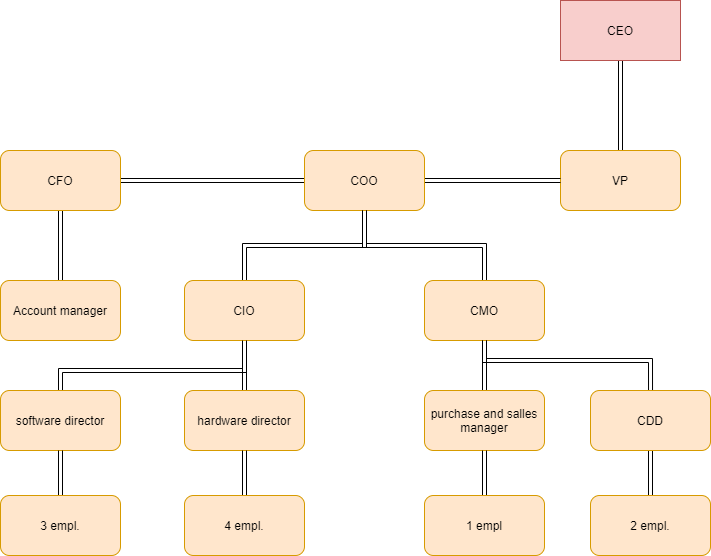 CEO
CFO
COO
VP
Account manager
CIO
CMO
software director
hardware director
purchase and salles
manager
CDD
3 empl.
4 empl.
1 empl
2 empl.